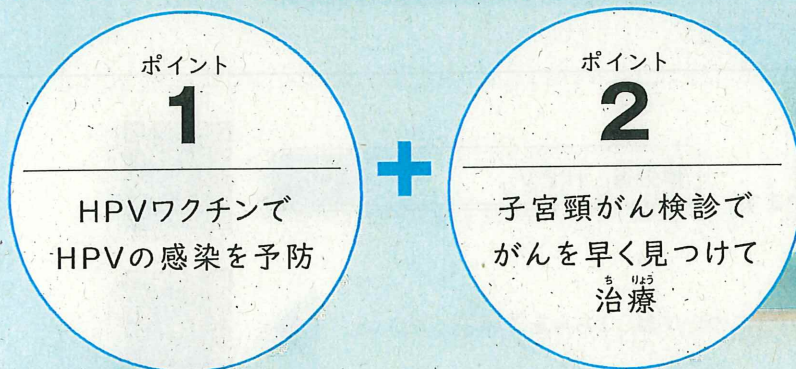 ポイント
1
HPVワクチンで
HPVの感染を予防
+
ポイント
2
子宮頸がん検診で
がんを早く見つけて
ち りょう
治療